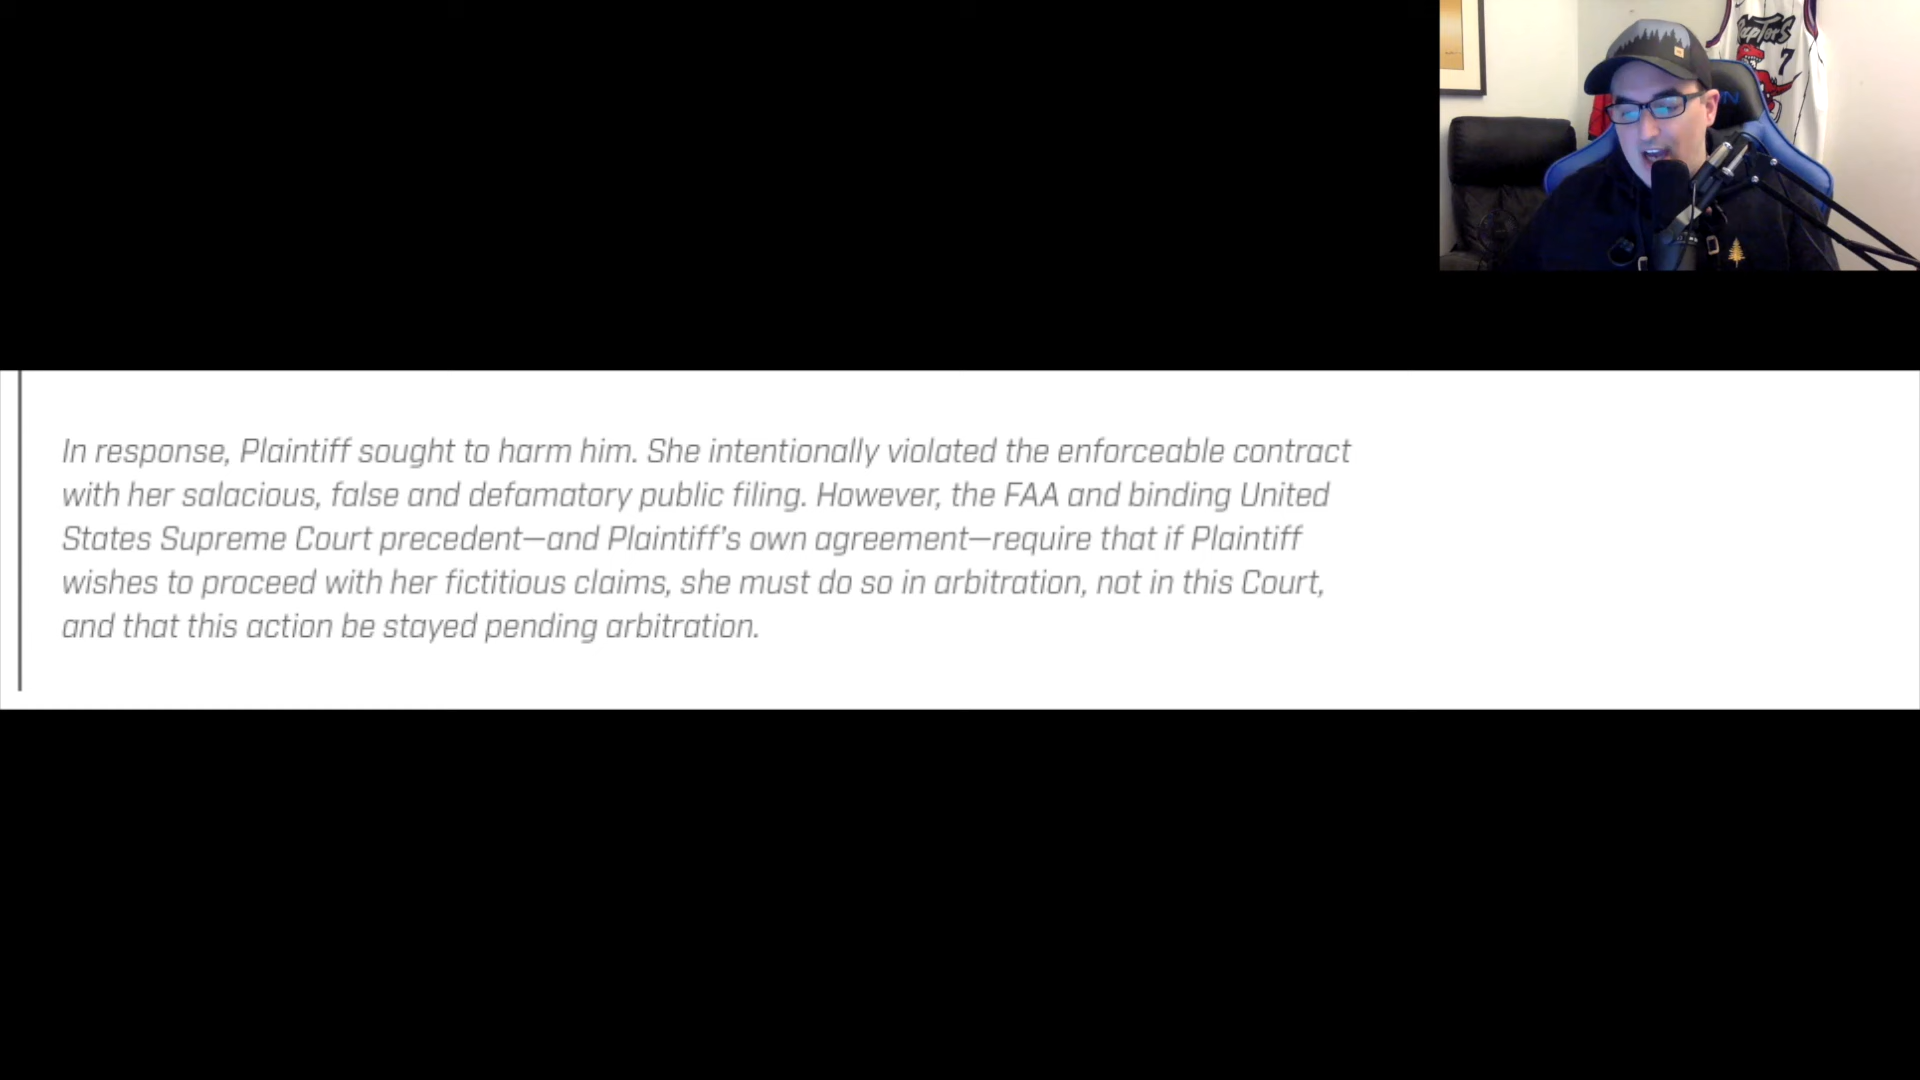 RapTors
7
In response, Plaintiff sought to harm him. She intentionally violated the enforceable contract
with her salacious, false and defamatory public filing. However, the FAA and binding United
States Supreme Court precedent—and Plaintiff's own agreement—require that if Plaintiff
wishes to proceed with her fictitious claims, she must do so in arbitration, not in this Court,
and that this action be stayed pending arbitration.